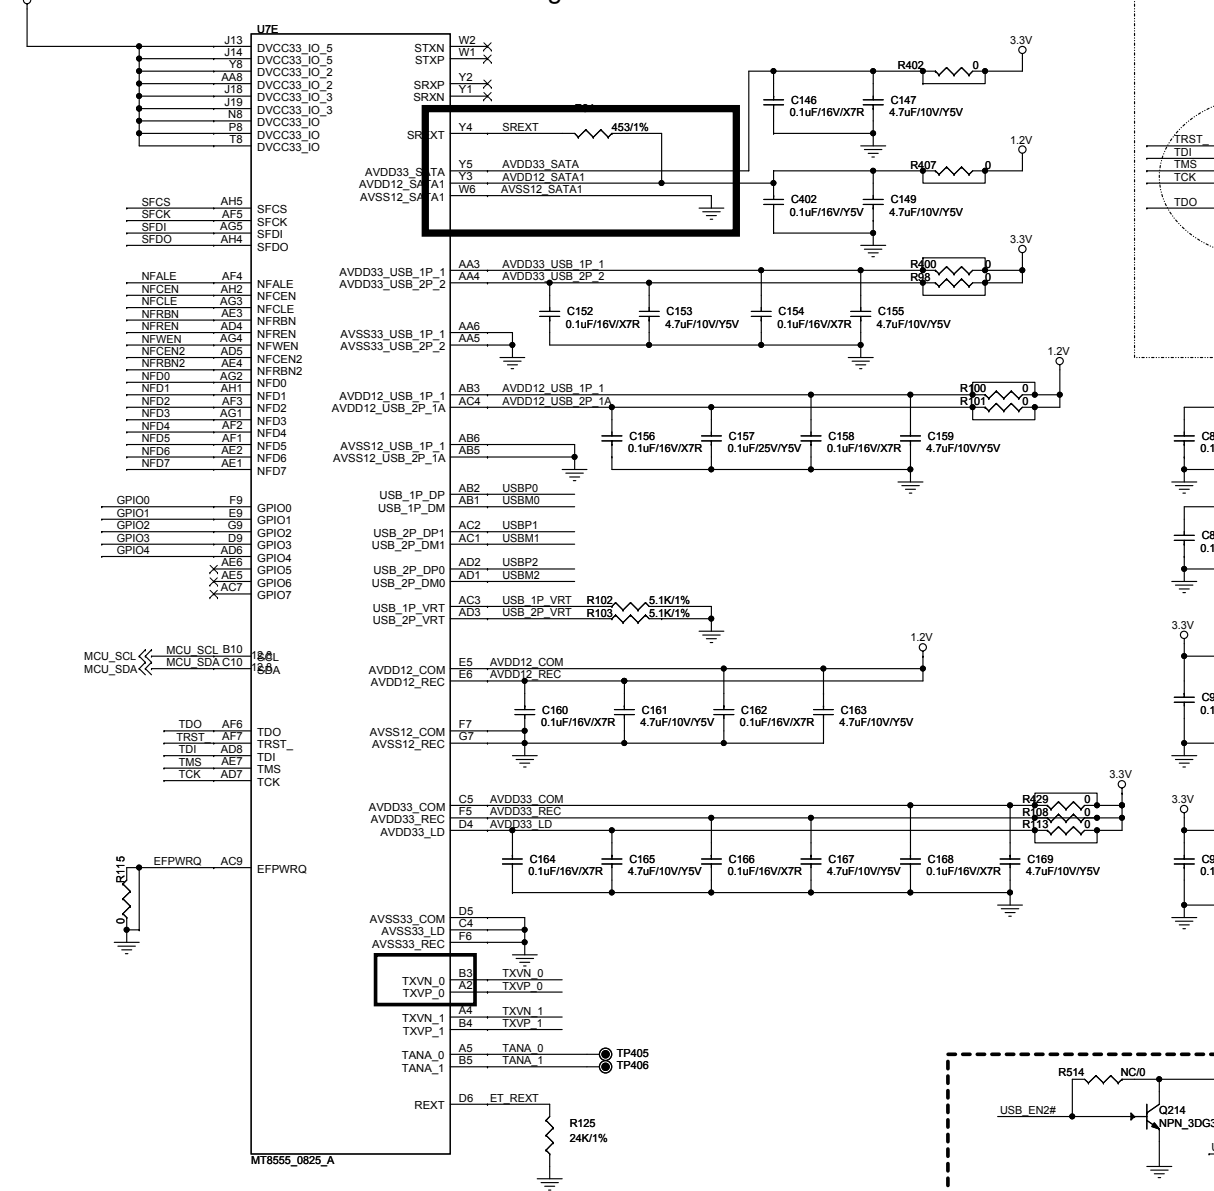 U7E
J13 DVCC33_IO_5
J14 DVCC33_IO_5
Y8 DVCC33_IO_2
AA8 DVCC33_IO_2
J18 DVCC33_IO_3
J19 DVCC33_IO_3
N8 DVCC33_IO
P8 DVCC33_IO
T8 DVCC33_IO
SFCS AH5 SFCS
SFCK AF5 SFCK
SFDI AG5 SFDI
SFDO AH4 SFDO
NFALE AF4 NFALE
NFCEN AH2 NFCEN
NFCLE AG3 NFCLE
NFRBN AE3 NFRBN
NFREN AD4 NFREN
NFWEN AG4 NFWEN
NFCEN2 AD5 NFCEN2
NFRBN2 AE4 NFRBN2
NFD0 AG2 NFD0
NFD1 AH1 NFD1
NFD2 AF3 NFD2
NFD3 AG1 NFD3
NFD4 AF2 NFD4
NFD5 AF1 NFD5
NFD6 AE2 NFD6
NFD7 AE1 NFD7
GPIO0 F9 GPIO0
GPIO1 E9 GPIO1
GPIO2 G9 GPIO2
GPIO3 D9 GPIO3
GPIO4 AD6 GPIO4
AE6 GPIO5
AE5 GPIO6
AC7 GPIO7
MCU_SCL MCU_SCL B10 SCL
MCU_SDA MCU_SDA C10 SDA
TDO AF6 TDO
TRST_ AF7 TRST_
TDI AD8 TDI
TMS AE7 TMS
TCK AD7 TCK
EFPWRQ AC9 EFPWRQ
R115
0
STXN W2
STXP W1
SRXP Y2
SRXN Y1
SREXT Y4 SREXT 453/1%
AVDD33_SATA Y5 AVDD33_SATA
AVDD12_SATA1 Y3 AVDD12_SATA1
AVSS12_SATA1 W6 AVSS12_SATA1
3.3V
R402 0
C146
0.1uF/16V/X7R
C147
4.7uF/10V/Y5V
1.2V
R407 0
C402
0.1uF/16V/Y5V
C149
4.7uF/10V/Y5V
3.3V
AVDD33_USB_1P_1 AA3 AVDD33_USB_1P_1 R400 0
AVDD33_USB_2P_2 AA4 AVDD33_USB_2P_2 R98 0
C152
0.1uF/16V/X7R
C153
4.7uF/10V/Y5V
C154
0.1uF/16V/X7R
C155
4.7uF/10V/Y5V
AVSS33_USB_1P_1 AA6
AVSS33_USB_2P_2 AA5
1.2V
AVDD12_USB_1P_1 AB3 AVDD12_USB_1P_1 R100 0
AVDD12_USB_2P_1A AC4 AVDD12_USB_2P_1A R101 0
C156
0.1uF/16V/X7R
C157
0.1uF/25V/Y5V
C158
0.1uF/16V/X7R
C159
4.7uF/10V/Y5V
AVSS12_USB_1P_1 AB6
AVSS12_USB_2P_1A AB5
USB_1P_DP AB2 USBP0
USB_1P_DM AB1 USBM0
USB_2P_DP1 AC2 USBP1
USB_2P_DM1 AC1 USBM1
USB_2P_DP0 AD2 USBP2
USB_2P_DM0 AD1 USBM2
USB_1P_VRT AC3 USB_1P_VRT R102 5.1K/1%
USB_2P_VRT AD3 USB_2P_VRT R103 5.1K/1%
1.2V
AVDD12_COM E5 AVDD12_COM
AVDD12_REC E6 AVDD12_REC
C160
0.1uF/16V/X7R
C161
4.7uF/10V/Y5V
C162
0.1uF/16V/X7R
C163
4.7uF/10V/Y5V
AVSS12_COM F7
AVSS12_REC G7
3.3V
AVDD33_COM C5 AVDD33_COM R429 0
AVDD33_REC F5 AVDD33_REC R108 0
AVDD33_LD D4 AVDD33_LD R113 0
C164
0.1uF/16V/X7R
C165
4.7uF/10V/Y5V
C166
0.1uF/16V/X7R
C167
4.7uF/10V/Y5V
C168
0.1uF/16V/X7R
C169
4.7uF/10V/Y5V
AVSS33_COM D5
AVSS33_LD C4
AVSS33_REC F6
TXVN_0 B3 TXVN_0
TXVP_0 A2 TXVP_0
TXVN_1 A4 TXVN_1
TXVP_1 B4 TXVP_1
TANA_0 A5 TANA_0 TP405
TANA_1 B5 TANA_1 TP406
REXT D6 ET_REXT
R125
24K/1%
MT8555_0825_A
TRST_
TDI
TMS
TCK
TDO
3.3V
3.3V
R514 NC/0
USB_EN2#
Q214